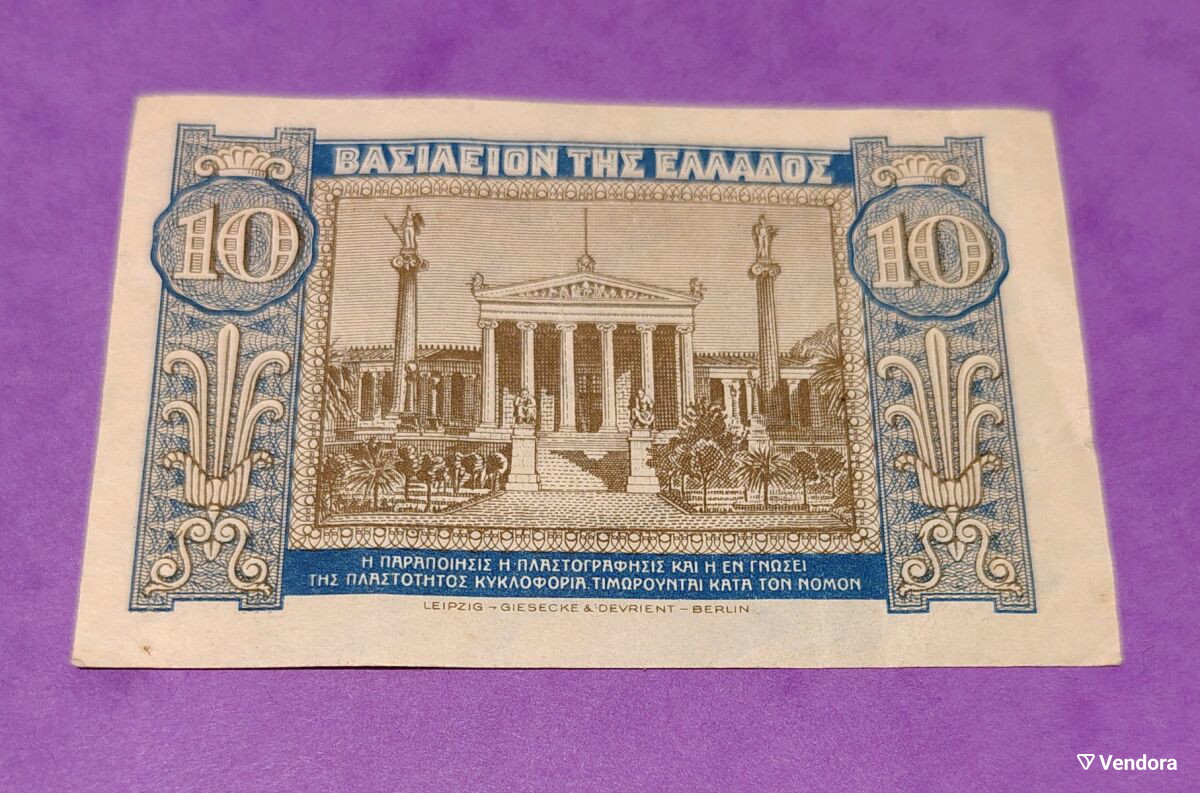 ΒΑΣΙΛΕΙΟΝ ΤΗΣ ΕΛΛΑΔΟΣ
10 10
Η ΠΑΡΑΠΟΙΗΣΙΣ Η ΠΛΑΣΤΟΓΡΑΦΗΣΙΣ ΚΑΙ Η ΕΝ ΓΝΩΣΕΙ
ΤΗΣ ΠΛΑΣΤΟΤΗΤΟΣ ΚΥΚΛΟΦΟΡΙΑ ΤΙΜΩΡΟΥΝΤΑΙ ΚΑΤΑ ΤΟΝ ΝΟΜΟΝ
LEIPZIG - GIESECKE & DEVRIENT - BERLIN
Vendora